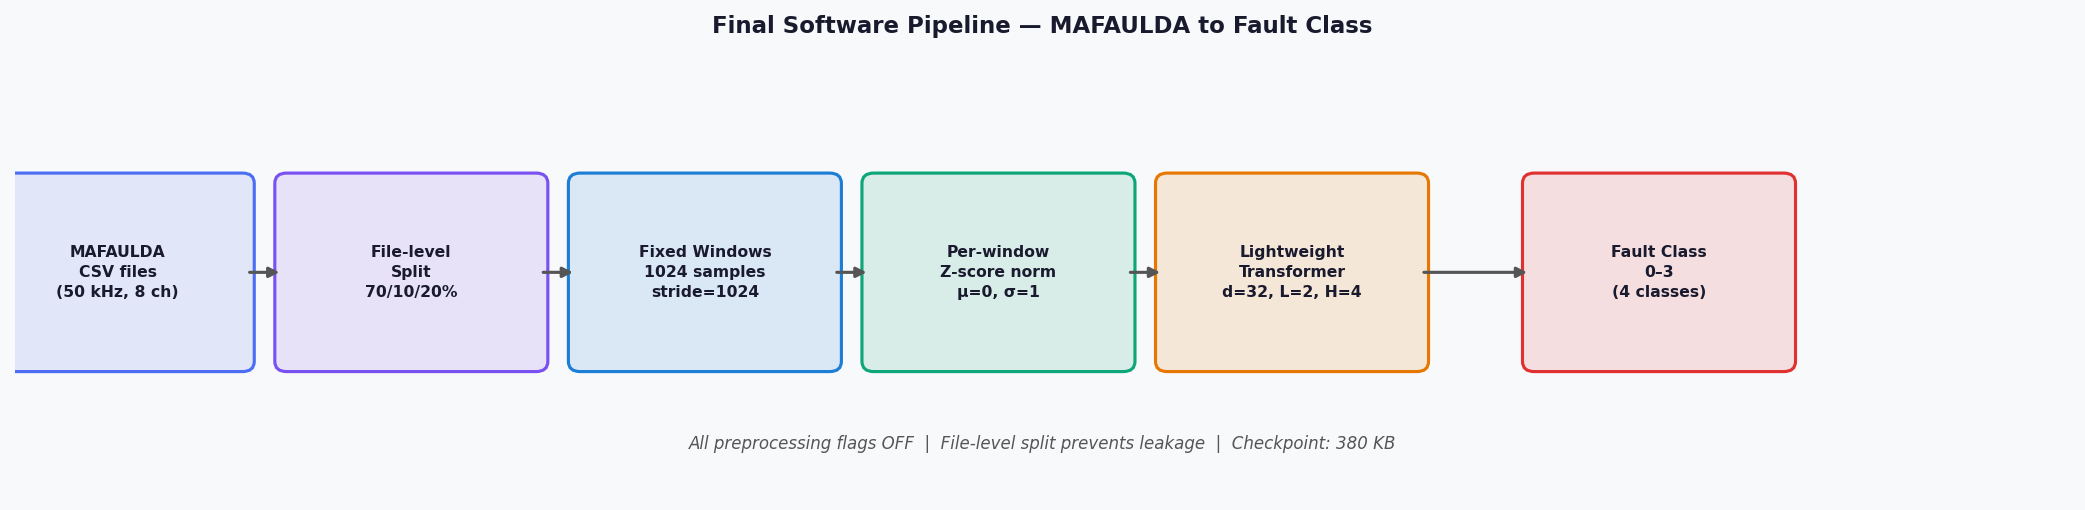 Final Software Pipeline — MAFAULDA to Fault Class
MAFAULDA
CSV files
(50 kHz, 8 ch)
File-level
Split
70/10/20%
Fixed Windows
1024 samples
stride=1024
Per-window
Z-score norm
μ=0, σ=1
Lightweight
Transformer
d=32, L=2, H=4
Fault Class
0–3
(4 classes)
All preprocessing flags OFF | File-level split prevents leakage | Checkpoint: 380 KB